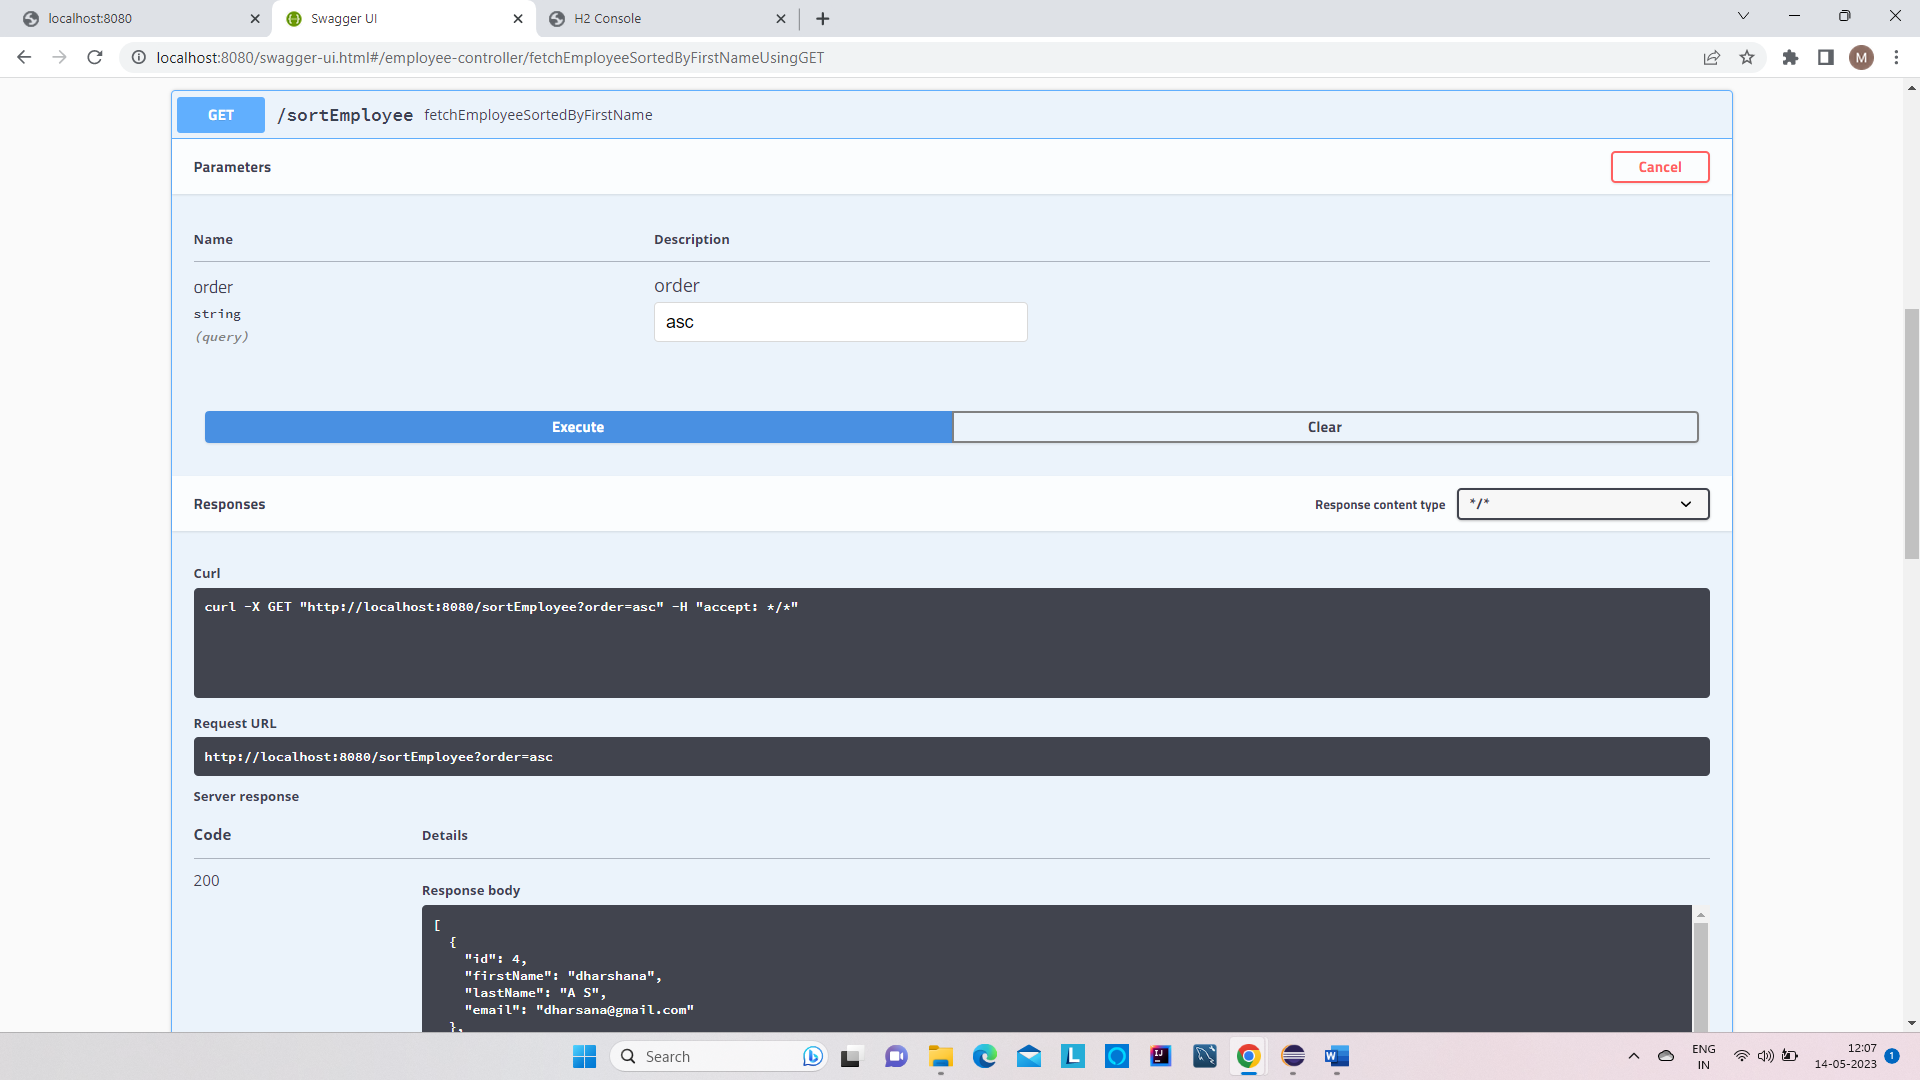 localhost:8080
Swagger UI
H2 Console
localhost:8080/swagger-ui.html#/employee-controller/fetchEmployeeSortedByFirstNameUsingGET
M
GET /sortEmployee fetchEmployeeSortedByFirstName
Parameters
Cancel
Name Description
order
string
(query)
order
asc
Execute
Clear
Responses
Response content type
*/*
Curl
curl -X GET "http://localhost:8080/sortEmployee?order=asc" -H "accept: */*"
Request URL
http://localhost:8080/sortEmployee?order=asc
Server response
Code Details
200
Response body
[
{
"id": 4,
"firstName": "dharshana",
"lastName": "A S",
"email": "dharsana@gmail.com"
},
Search
L
IJ
W
ENG
IN
12:07
14-05-2023
1